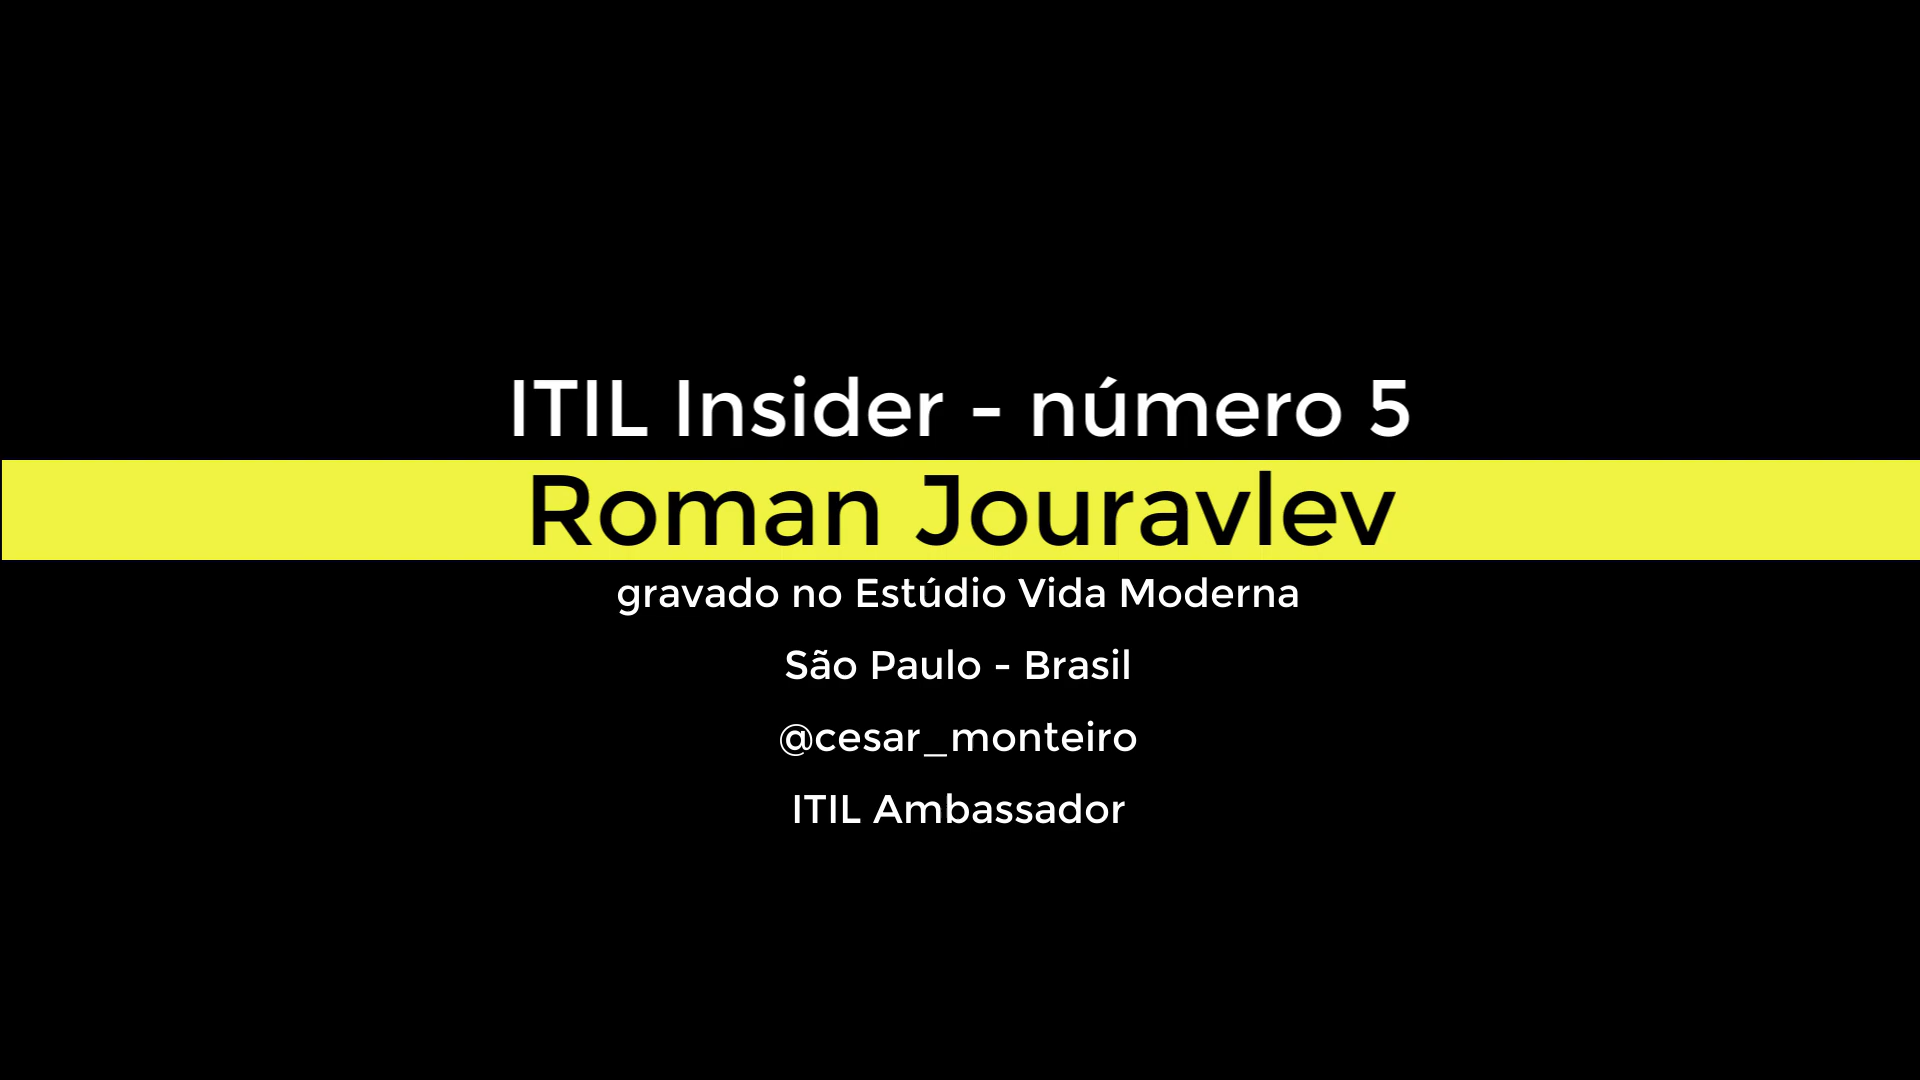 ITIL Insider - número 5
Roman Jouravlev
gravado no Estúdio Vida Moderna
São Paulo - Brasil
@cesar_monteiro
ITIL Ambassador